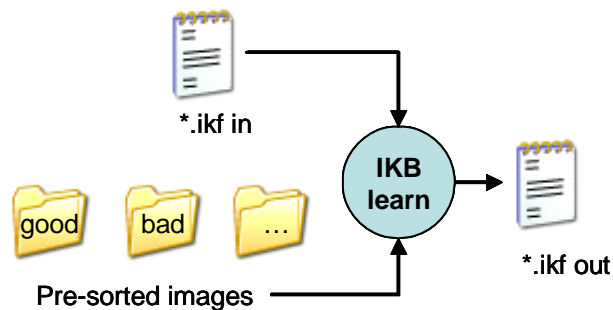 *.ikf in
IKB
learn
good
bad
...
*.ikf out
Pre-sorted images